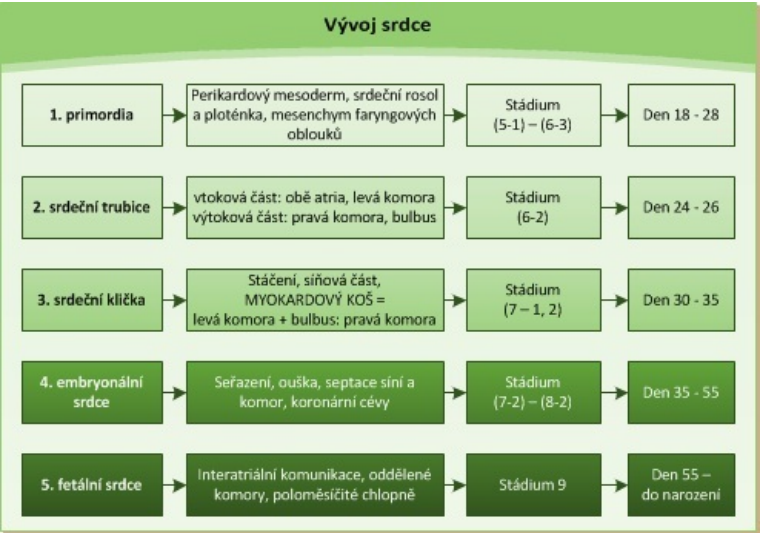 Vývoj srdce
1. primordia
Perikardový mesoderm, srdeční rosol
a ploténka, mesenchym faryngových
oblouků
Stádium
(5-1) – (6-3)
Den 18 - 28
2. srdeční trubice
vtoková část: obě atria, levá komora
výtoková část: pravá komora, bulbus
Stádium
(6-2)
Den 24 - 26
3. srdeční klička
Stáčení, síňová část,
MYOKARDOVÝ KOŠ =
levá komora + bulbus: pravá komora
Stádium
(7 – 1, 2)
Den 30 - 35
4. embryonální
srdce
Seřazení, ouška, septace síní a
komor, koronární cévy
Stádium
(7-2) – (8-2)
Den 35 - 55
5. fetální srdce
Interatriální komunikace, oddělené
komory, poloměsíčité chlopně
Stádium 9
Den 55 –
do narození